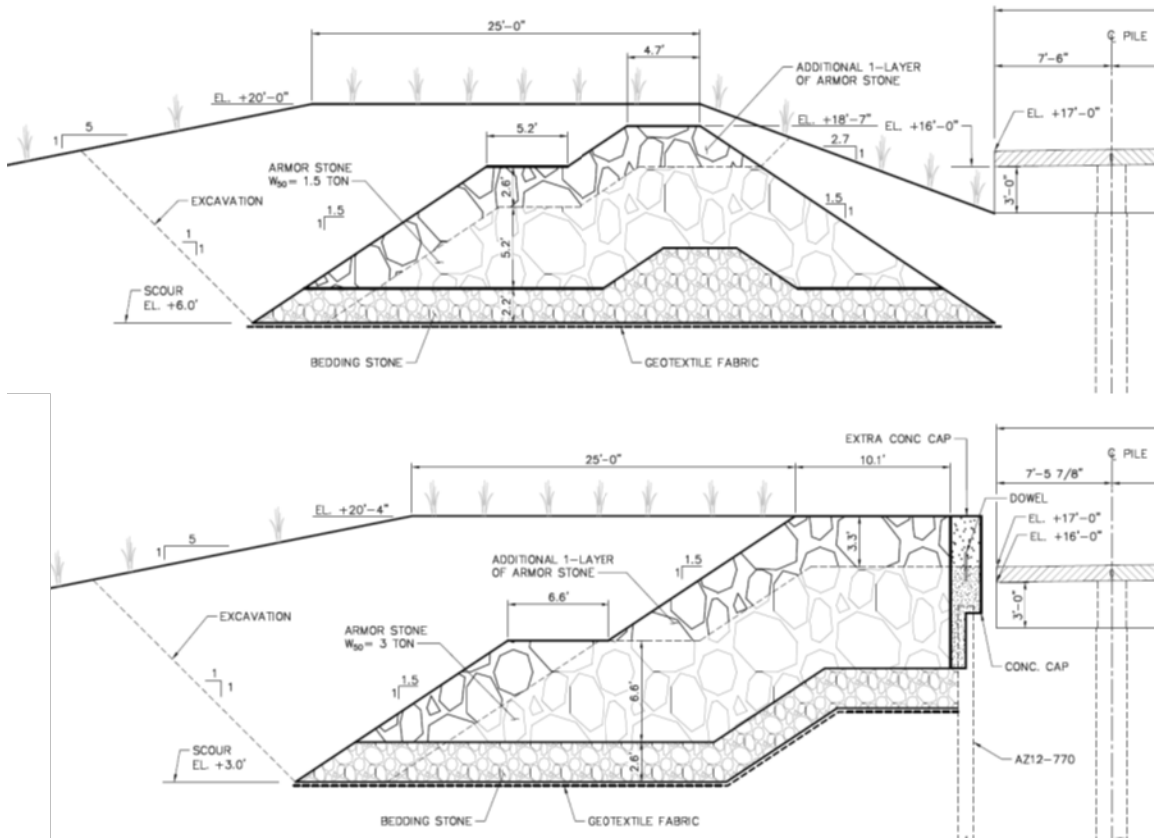 25'-0"
4.7'
℄ PILE
7'-6"
ADDITIONAL 1-LAYER
OF ARMOR STONE
EL. +20'-0"
EL. +18'-7"
EL. +16'-0"
EL. +17'-0"
1
5
5.2'
2.7
1
ARMOR STONE
W50= 1.5 TON
2.6'
3'-0"
EXCAVATION
1
1.5
1.5
1
1
1
5.2'
SCOUR
EL. +6.0'
2.2'
BEDDING STONE
GEOTEXTILE FABRIC
EXTRA CONC CAP
℄ PILE
25'-0"
10.1'
7'-5 7/8"
DOWEL
EL. +20'-4"
EL. +17'-0"
EL. +16'-0"
1
5
3.3'
ADDITIONAL 1-LAYER
OF ARMOR STONE
1
1.5
3'-0"
6.6'
EXCAVATION
ARMOR STONE
W50= 3 TON
1
1
1
1.5
6.6'
CONC. CAP
SCOUR
EL. +3.0'
2.6'
AZ12-770
BEDDING STONE
GEOTEXTILE FABRIC